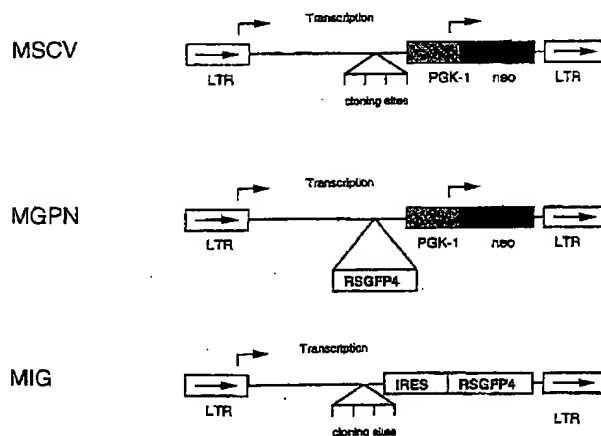 Transcription
MSCV
LTR
PGK-1
neo
LTR
cloning sites
Transcription
MGPN
LTR
PGK-1
neo
LTR
RSGFP4
Transcription
MIG
IRES
RSGFP4
LTR
LTR
cloning sites